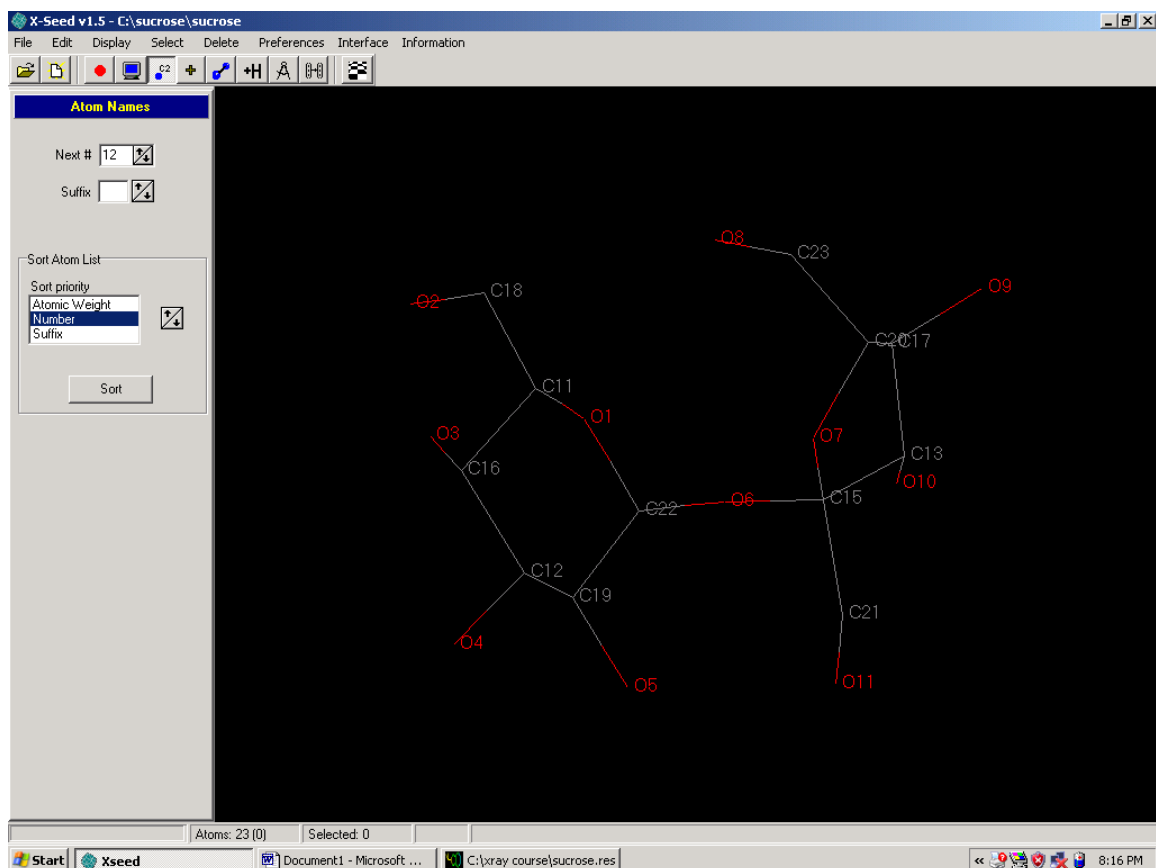 X-Seed v1.5 - C:\sucrose\sucrose
File Edit Display Select Delete Preferences Interface Information
C2 +H Å H-H
Atom Names
Next # 12
Suffix
Sort Atom List
Sort priority
Atomic Weight
Number
Suffix
Sort
O8
C23
O9
C18
O2
C20 C17
C11
O1
O3
O7
C13
C16
O10
C15
O6
C22
C12
C19
C21
O4
O5
O11
Atoms: 23 (0) Selected: 0
Start Xseed Document1 - Microsoft ... C:\xray course\sucrose.res « 8:16 PM